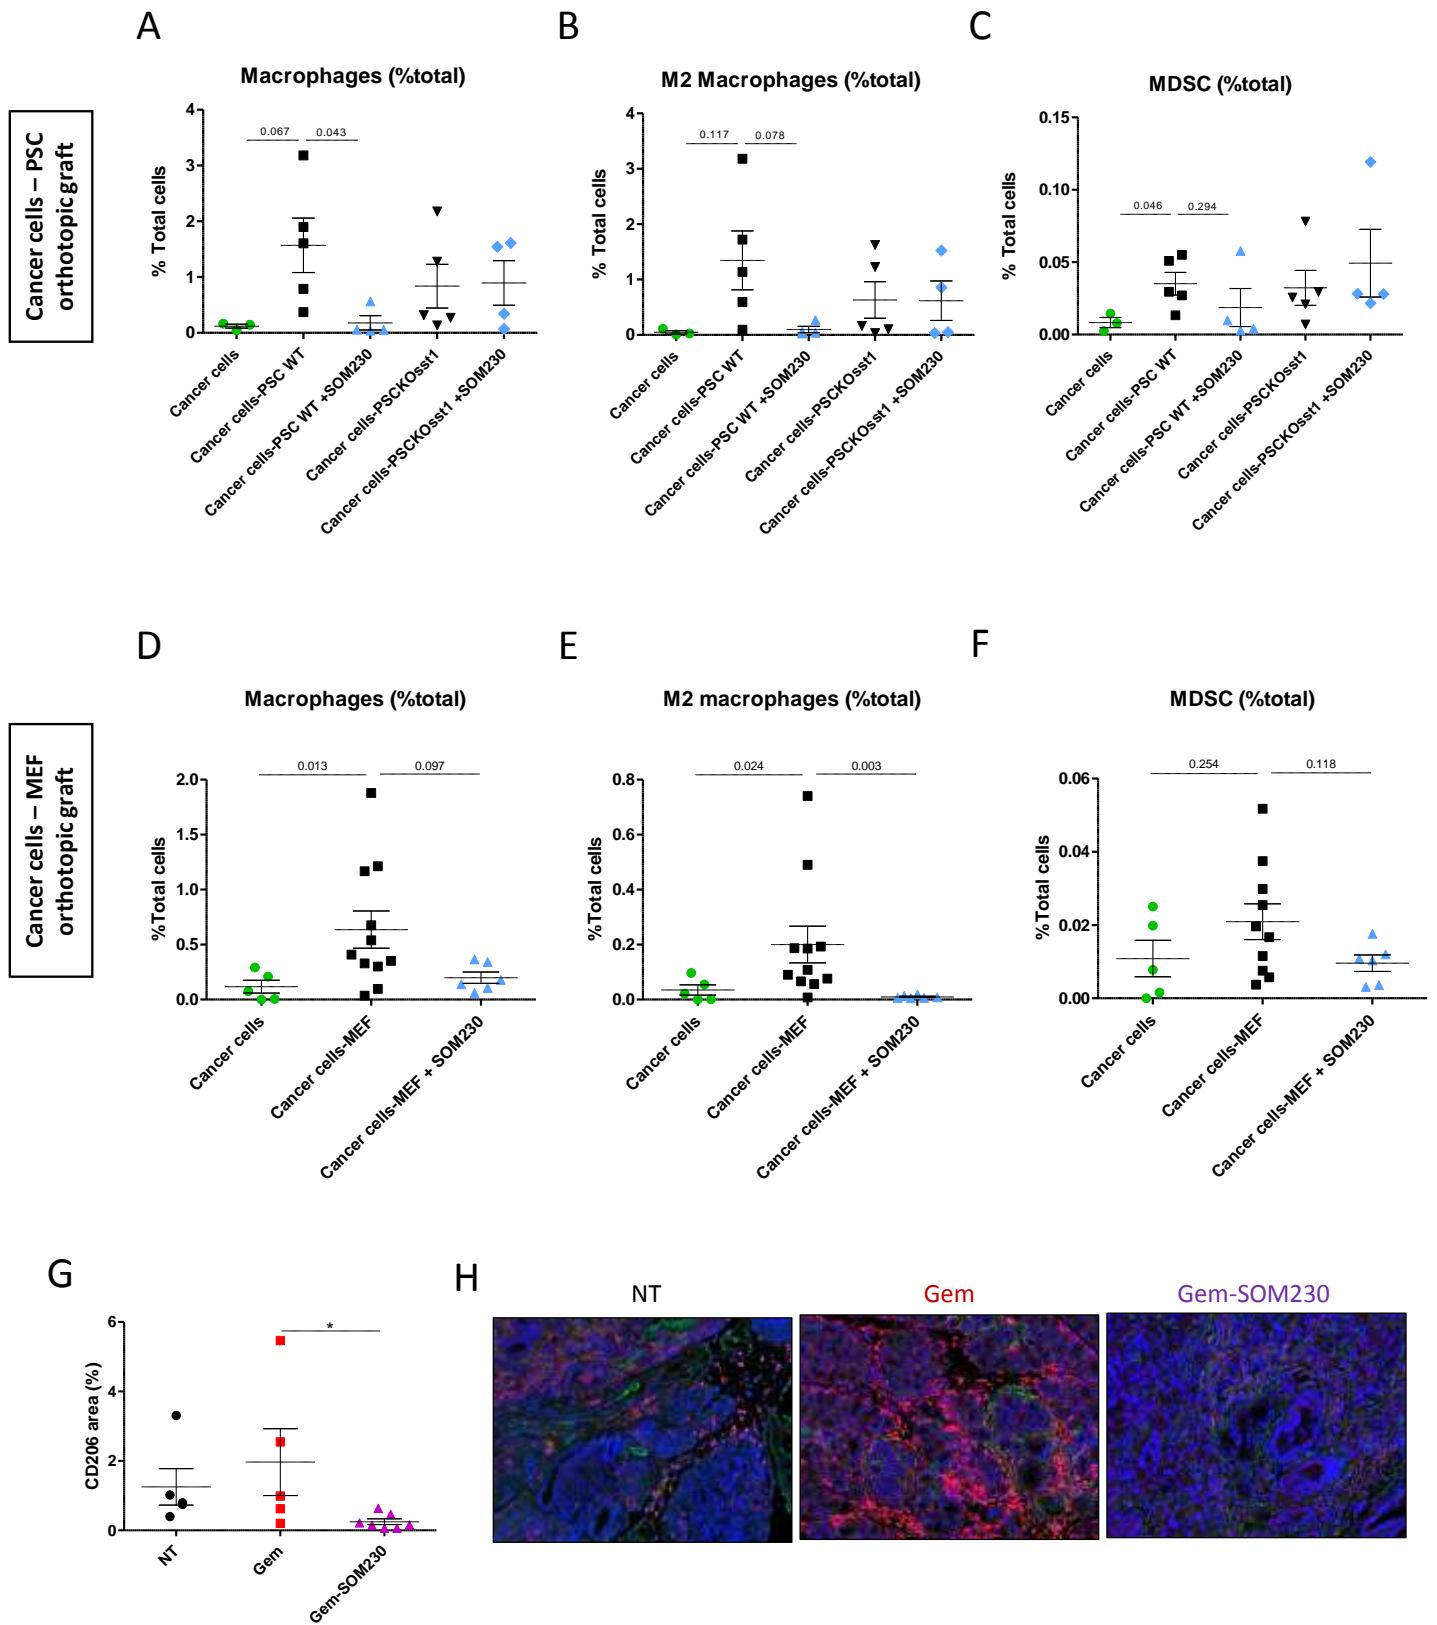 A
B
C
Cancer cells – PSC
orthotopic graft
Macrophages (%total)
% Total cells
4
3
2
1
0
0.067
0.043
Cancer cells
Cancer cells-PSC WT
Cancer cells-PSC WT +SOM230
Cancer cells-PSCKOsst1
Cancer cells-PSCKOsst1 +SOM230
M2 Macrophages (%total)
% Total cells
4
3
2
1
0
0.117
0.078
Cancer cells
Cancer cells-PSC WT
Cancer cells-PSC WT +SOM230
Cancer cells-PSCKOsst1
Cancer cells-PSCKOsst1 +SOM230
MDSC (%total)
% Total cells
0.15
0.10
0.05
0.00
0.046
0.294
Cancer cells
Cancer cells-PSC WT
Cancer cells-PSC WT +SOM230
Cancer cells-PSCKOsst1
Cancer cells-PSCKOsst1 +SOM230
D
E
F
Cancer cells – MEF
orthotopic graft
Macrophages (%total)
%Total cells
2.0
1.5
1.0
0.5
0.0
0.013
0.097
Cancer cells
Cancer cells-MEF
Cancer cells-MEF + SOM230
M2 macrophages (%total)
%Total cells
0.8
0.6
0.4
0.2
0.0
0.024
0.003
Cancer cells
Cancer cells-MEF
Cancer cells-MEF + SOM230
MDSC (%total)
%Total cells
0.06
0.04
0.02
0.00
0.254
0.118
Cancer cells
Cancer cells-MEF
Cancer cells-MEF + SOM230
G
CD206 area (%)
6
4
2
0
*
NT
Gem
Gem-SOM230
H
NT
Gem
Gem-SOM230